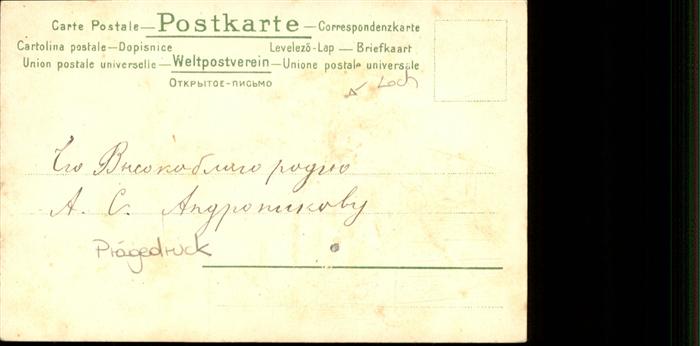 Carte Postale — Postkarte — Correspondenzkarte
Cartolina postale — Dopisnice Levelező-Lap — Briefkaart
Union postale universelle — Weltpostverein — Unione postale universale
ОТКРЫТОЕ-ПИСЬМО
Loch
Его Высокоблагородию
А. С. Андроникову
Prägedruck